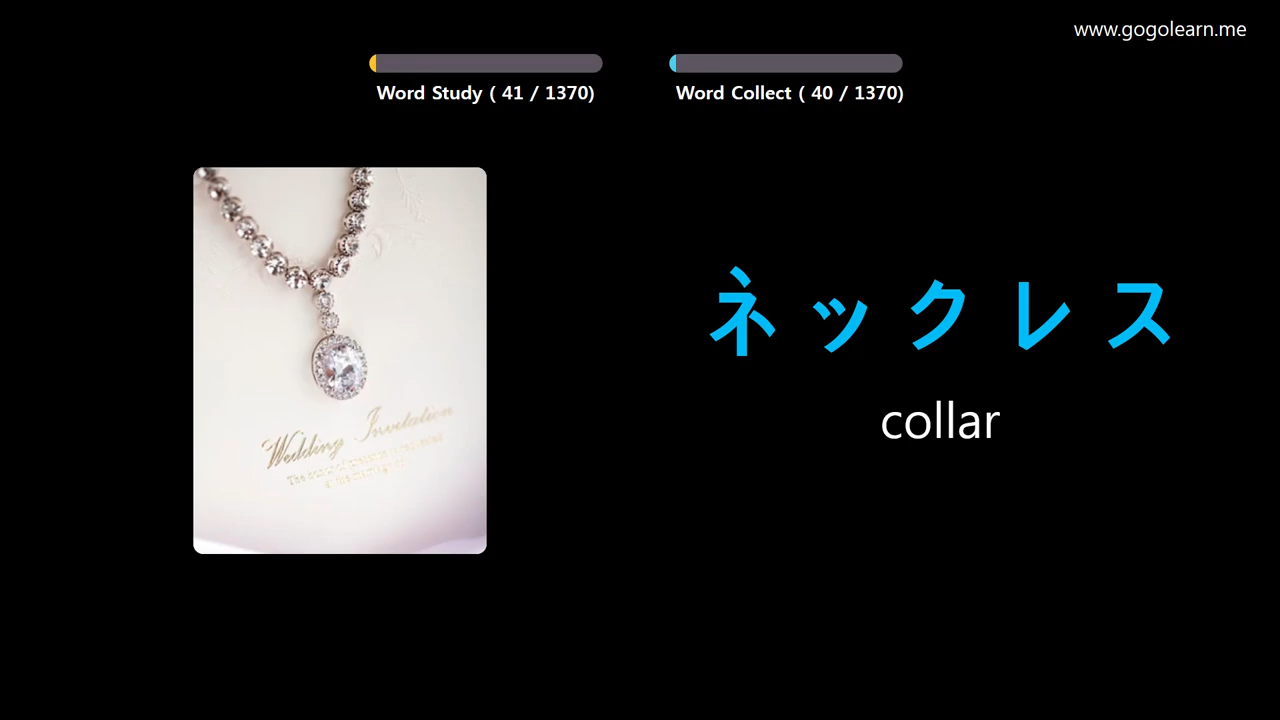 www.gogolearn.me
Word Study ( 41 / 1370)
Word Collect ( 40 / 1370)
ネックレス
collar
Wedding Invitation